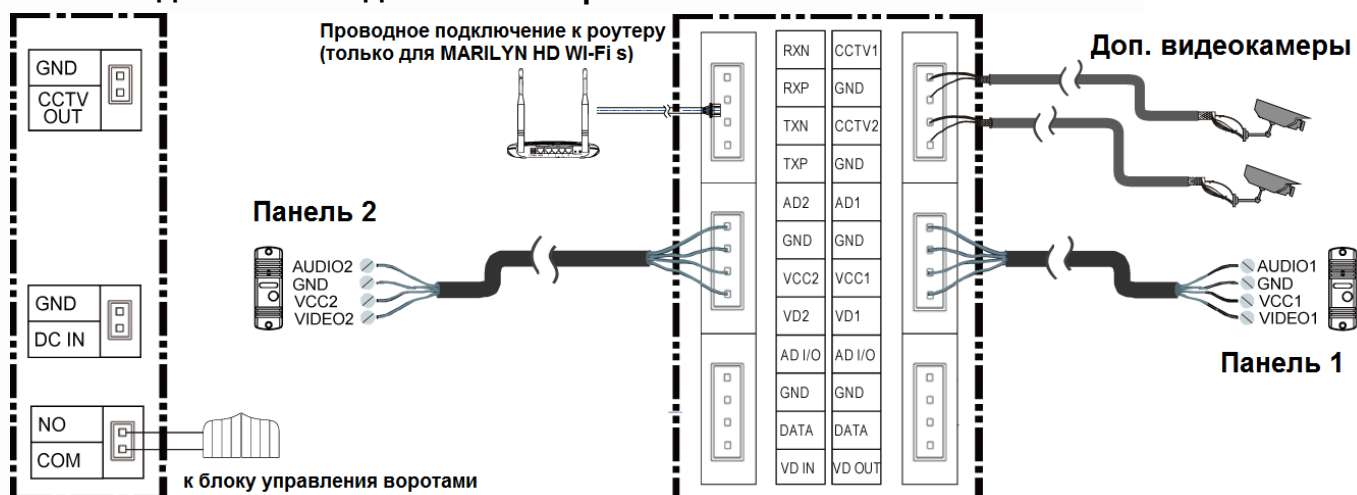 GND
CCTV
OUT
GND
DC IN
NO
COM
к блоку управления воротами
Проводное подключение к роутеру
(только для MARILYN HD WI-Fi s)
Панель 2
AUDIO2
GND
VCC2
VIDEO2
RXN CCTV1
RXP GND
TXN CCTV2
TXP GND
AD2 AD1
GND GND
VCC2 VCC1
VD2 VD1
AD I/O AD I/O
GND GND
DATA DATA
VD IN VD OUT
Доп. видеокамеры
AUDIO1
GND
VCC1
VIDEO1
Панель 1